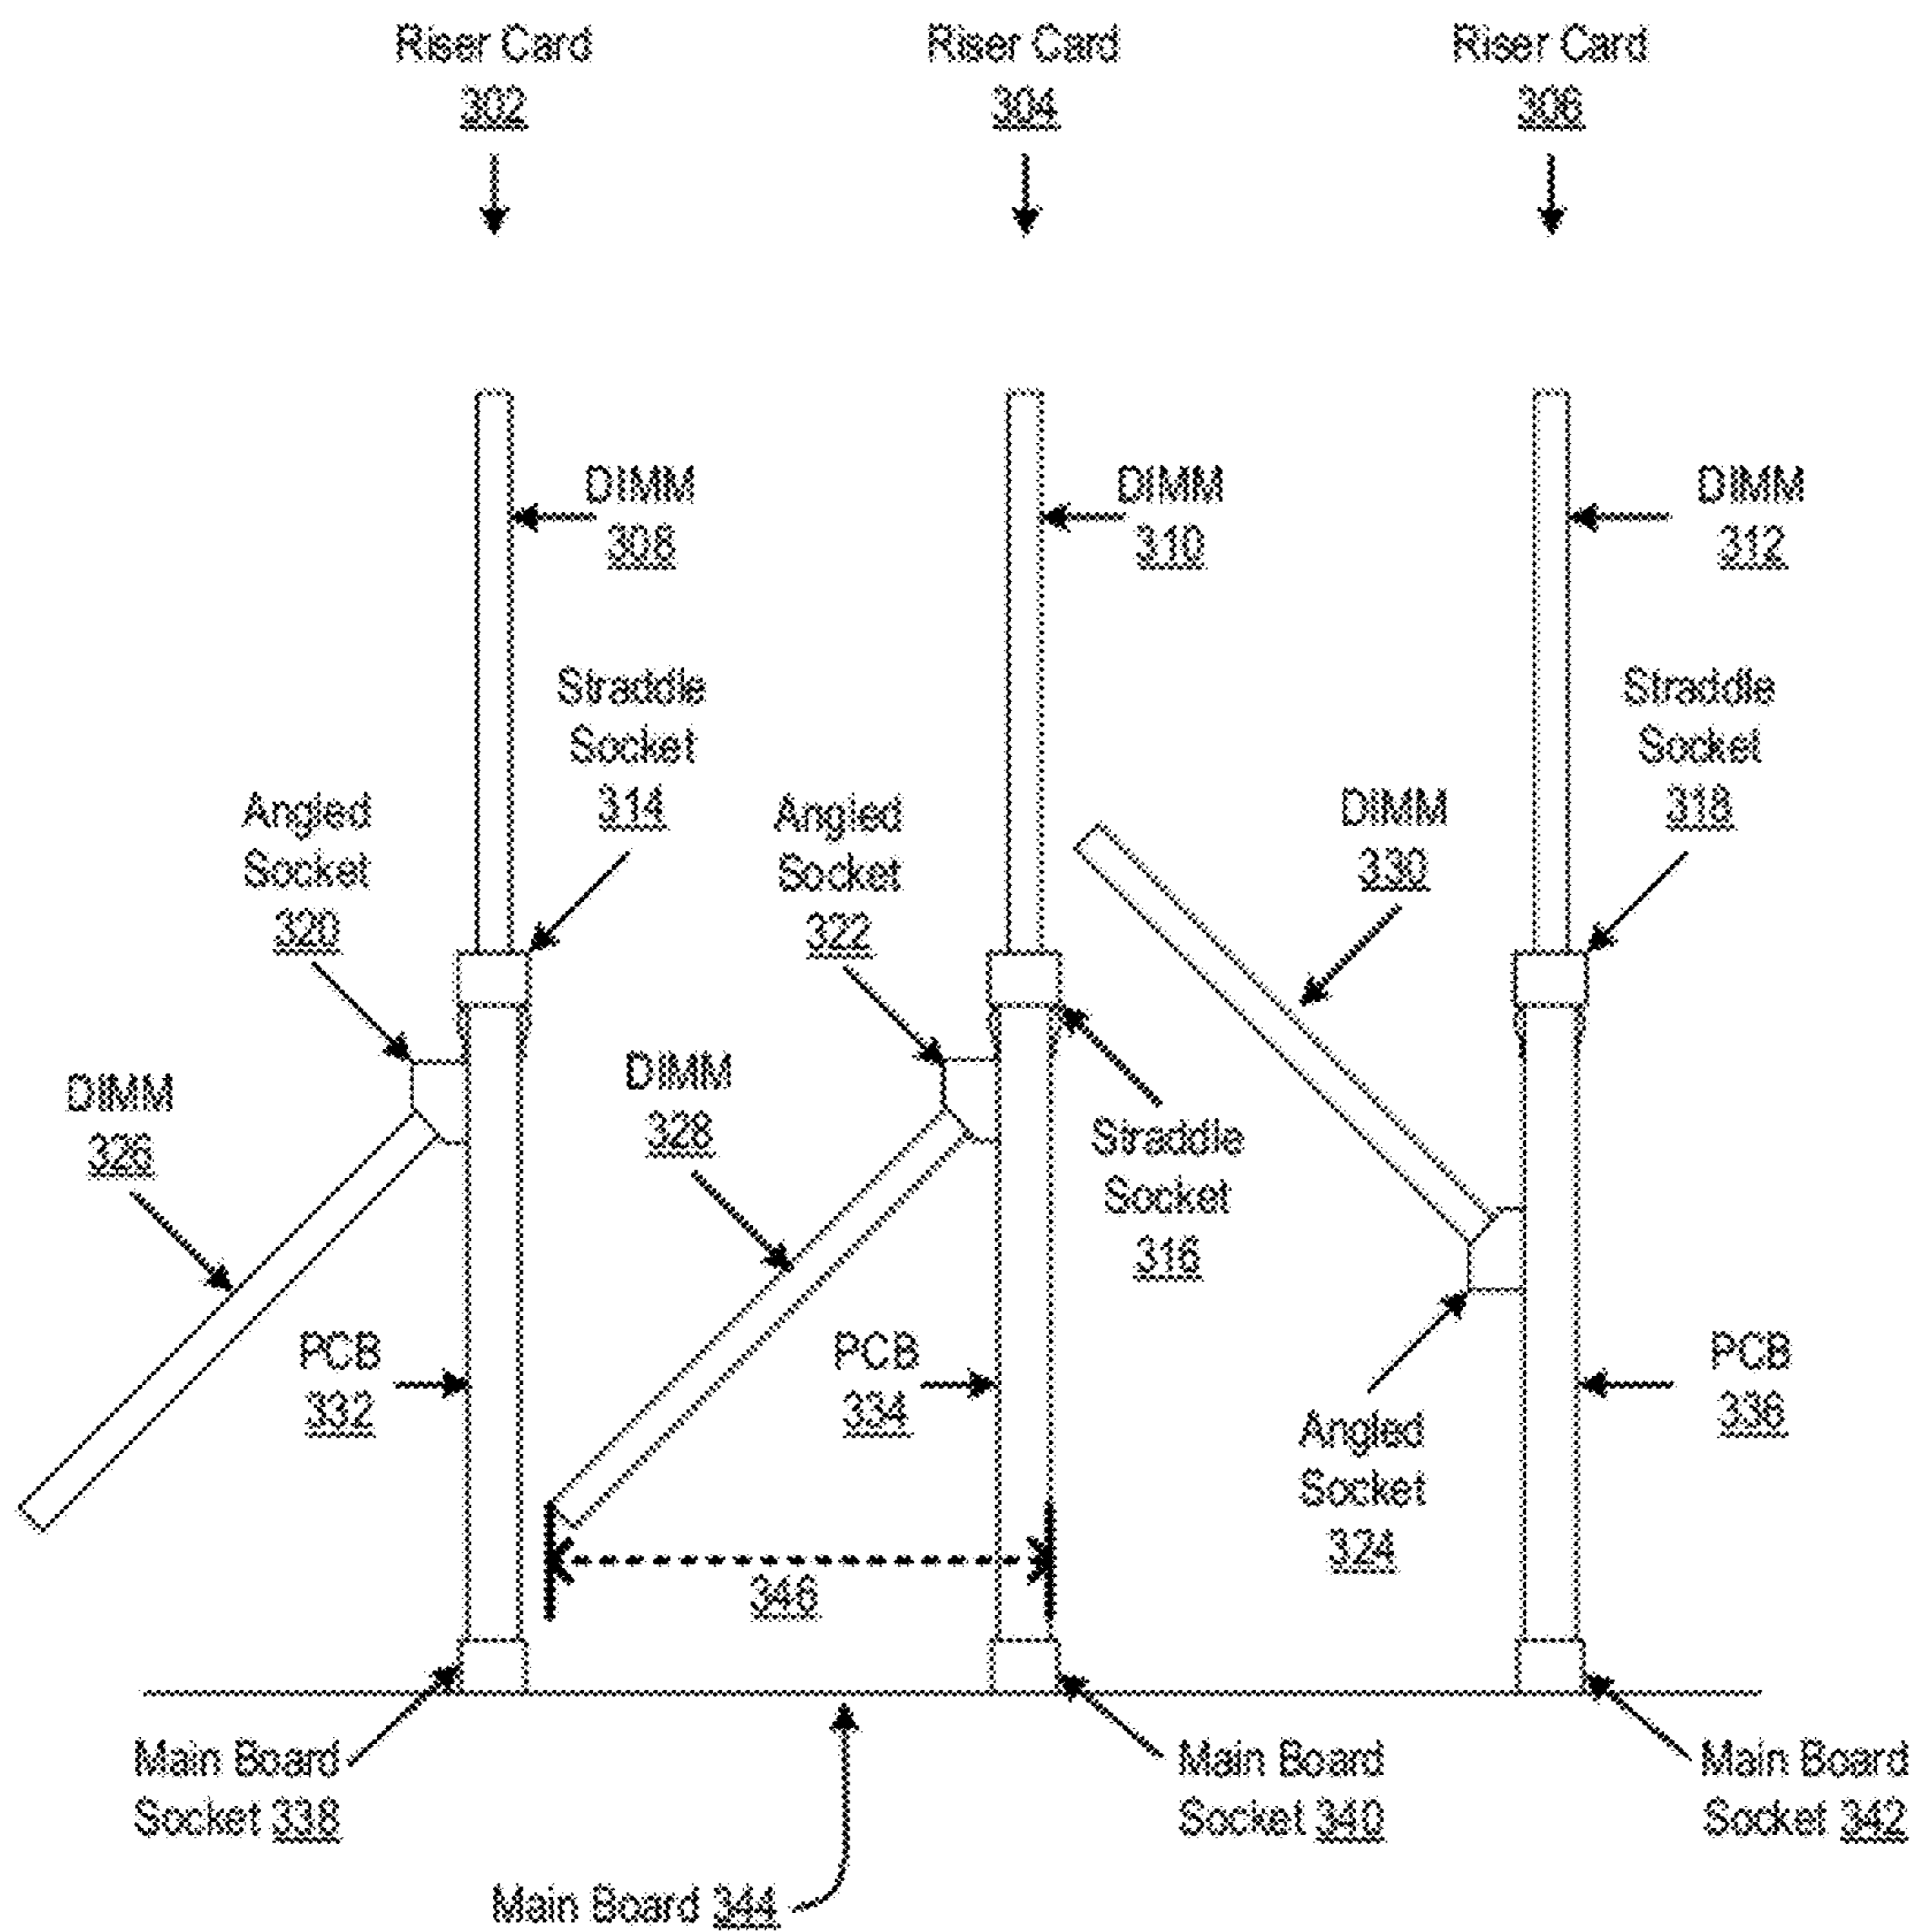 Riser Card
302
Riser Card
304
Riser Card
306
DIMM
308
DIMM
310
DIMM
312
Straddle
Socket
314
Straddle
Socket
318
Angled
Socket
320
Angled
Socket
322
DIMM
330
DIMM
326
DIMM
328
Straddle
Socket
316
PCB
332
PCB
334
PCB
336
Angled
Socket
324
346
Main Board
Socket 338
Main Board
Socket 340
Main Board
Socket 342
Main Board 344